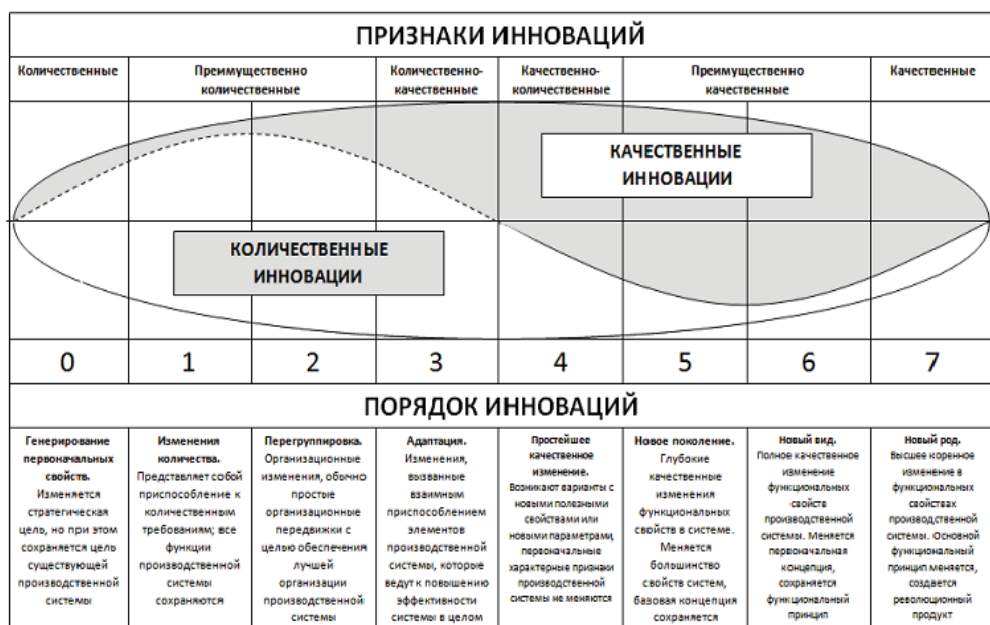 ПРИЗНАКИ ИННОВАЦИЙ
Количественные
Преимущественно
количественные
Количественно-
качественные
Качественно-
количественные
Преимущественно
качественные
Качественные
КАЧЕСТВЕННЫЕ
ИННОВАЦИИ
КОЛИЧЕСТВЕННЫЕ
ИННОВАЦИИ
0 1 2 3 4 5 6 7
ПОРЯДОК ИННОВАЦИЙ
Генерирование
первоначальных
свойств.
Изменяется
стратегическая
цель, но при этом
сохраняется цель
существующей
производственной
системы
Изменения
количества.
Представляет собой
приспособление к
количественным
требованиям; все
функции
производственной
системы
сохраняются
Перегруппировка.
Организационные
изменения, обычно
простые
организационные
передвижки с
целью обеспечения
лучшей
организации
производственной
системы
Адаптация.
Изменения,
вызванные
взаимным
приспособлением
элементов
производственной
системы, которые
ведут к повышению
эффективности
системы в целом
Простейшее
качественное
изменение.
Возникают варианты с
новыми полезными
свойствами или
новыми параметрами,
первоначальные
характерные признаки
производственной
системы не меняются
Новое поколение.
Глубокие
качественные
изменения
функциональных
свойств в системе.
Меняется
большинство
свойств систем,
базовая концепция
сохраняется
Новый вид.
Полное качественное
изменение
функциональных
свойств
производственной
системы. Меняется
первоначальная
концепция,
сохраняется
функциональный
принцип
Новый род.
Высшее коренное
изменение в
функциональных
свойствах
производственной
системы. Основной
функциональный
принцип меняется,
создается
революционный
продукт